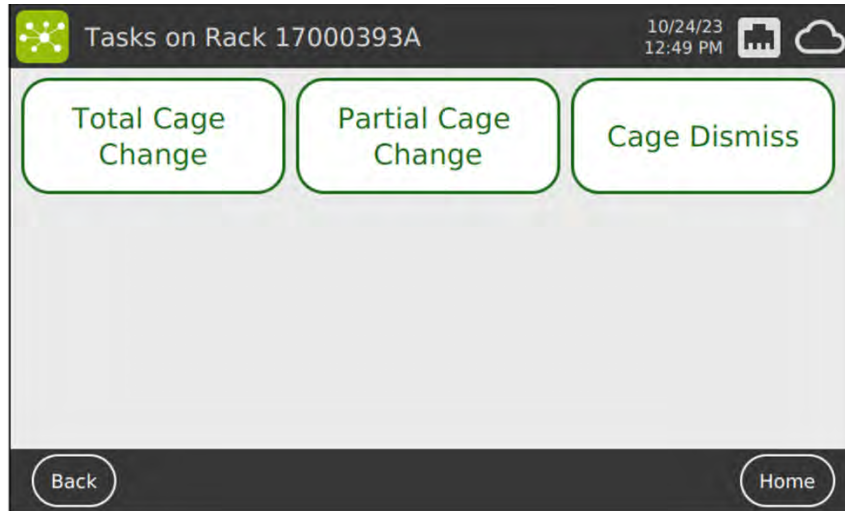 Tasks on Rack 17000393A
10/24/23
12:49 PM
Total Cage
Change
Partial Cage
Change
Cage Dismiss
Back
Home